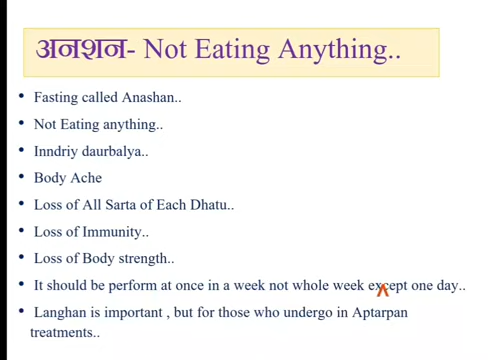 अनशन- Not Eating Anything..
• Fasting called Anashan..
• Not Eating anything..
• Inndriy daurbalya..
• Body Ache
• Loss of All Sarta of Each Dhatu..
• Loss of Immunity..
• Loss of Body strength..
• It should be perform at once in a week not whole week except one day..
• Langhan is important , but for those who undergo in Aptarpan
treatments..